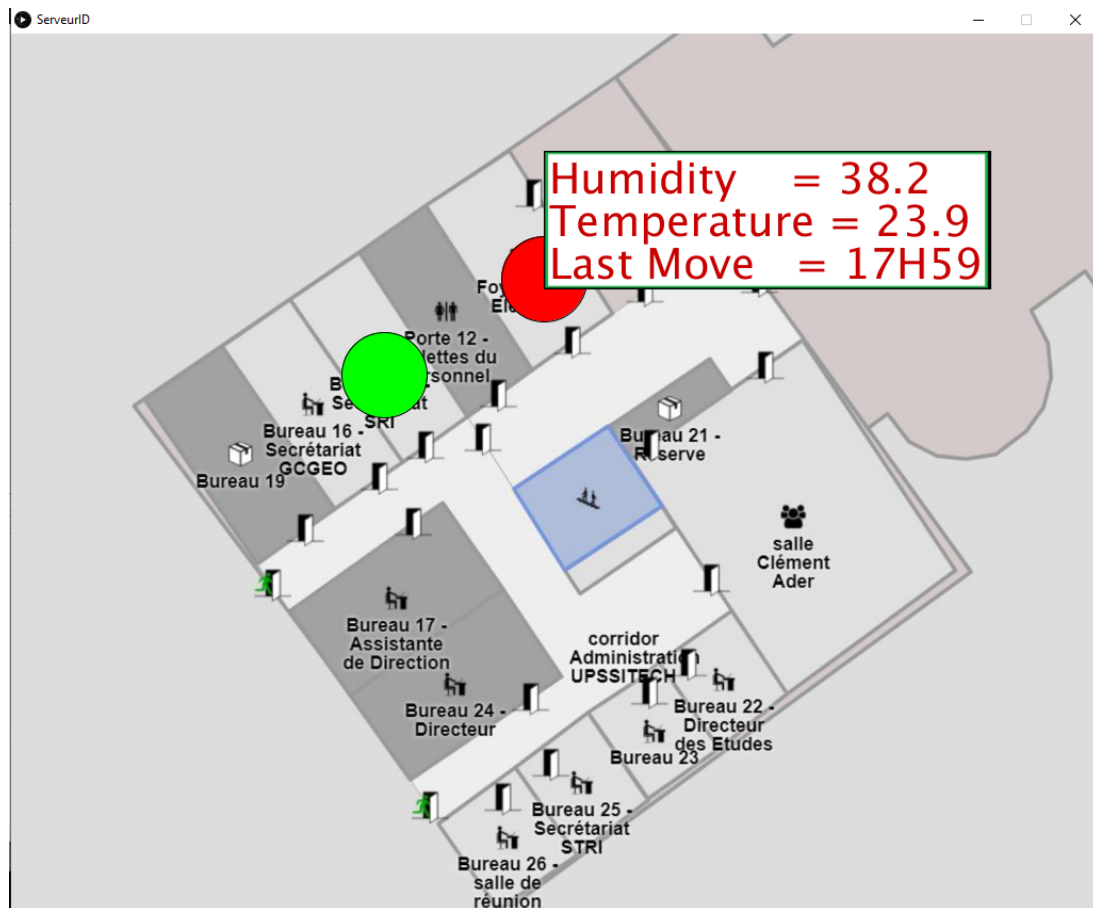 ServeurID
Humidity = 38.2
Temperature = 23.9
Last Move = 17H59
Porte 12 -
du
SRI
Bureau 16 -
Secrétariat
GCGEO
Bureau 19
Bureau 21 -
Réserve
salle
Clément
Ader
Bureau 17 -
Assistante
de Direction
corridor
Administration
UPSSITECH
Bureau 24 -
Directeur
Bureau 22 -
Directeur
des Etudes
Bureau 23
Bureau 25 -
Secrétariat
STRI
Bureau 26 -
salle de
réunion